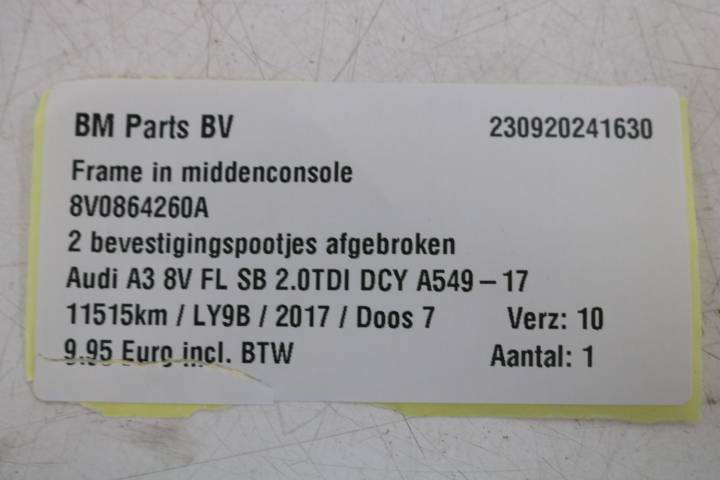 BM Parts BV 230920241630
Frame in middenconsole
8V0864260A
2 bevestigingspootjes afgebroken
Audi A3 8V FL SB 2.0TDI DCY A549-17
11515km / LY9B / 2017 / Doos 7 Verz: 10
9.95 Euro incl. BTW Aantal: 1